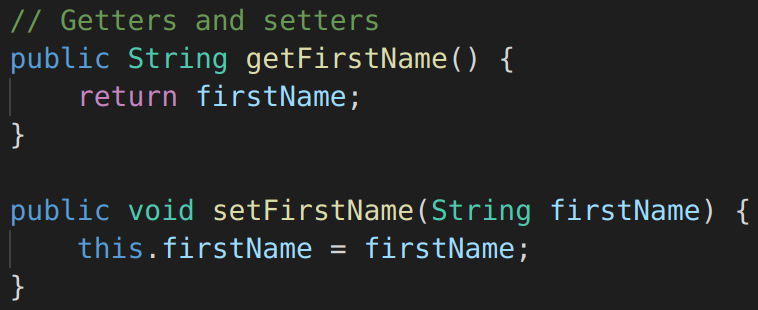 // Getters and setters
public String getFirstName() {
    return firstName;
}

public void setFirstName(String firstName) {
    this.firstName = firstName;
}